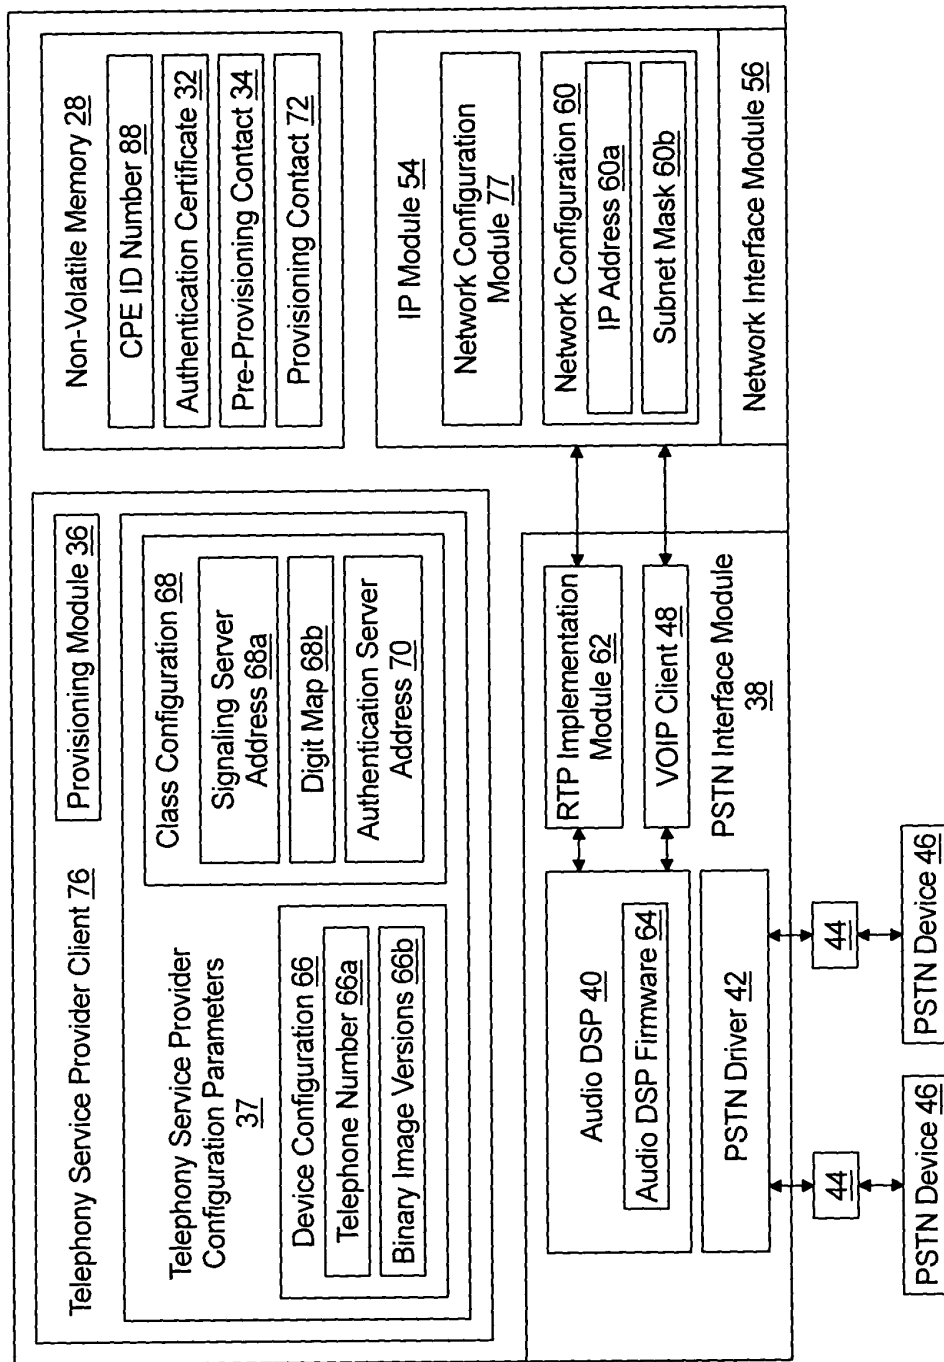 Telephony Service Provider Client 76
Provisioning Module 36
Telephony Service Provider
Configuration Parameters
37
Device Configuration 66
Telephone Number 66a
Binary Image Versions 66b
Class Configuration 68
Signaling Server
Address 68a
Digit Map 68b
Authentication Server
Address 70
Non-Volatile Memory 28
CPE ID Number 88
Authentication Certificate 32
Pre-Provisioning Contact 34
Provisioning Contact 72
Audio DSP 40
Audio DSP Firmware 64
PSTN Driver 42
RTP Implementation
Module 62
VOIP Client 48
PSTN Interface Module
38
IP Module 54
Network Configuration
Module 77
Network Configuration 60
IP Address 60a
Subnet Mask 60b
Network Interface Module 56
44
44
PSTN Device 46
PSTN Device 46